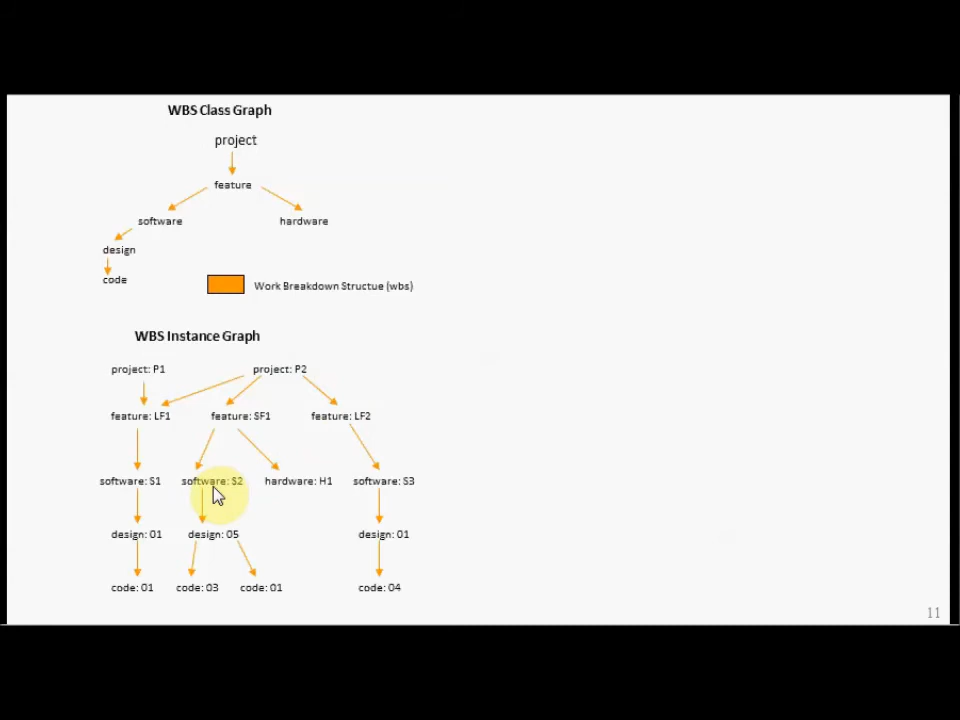 WBS Class Graph
project
feature
software hardware
design
code
Work Breakdown Structue (wbs)
WBS Instance Graph
project: P1 project: P2
feature: LF1 feature: SF1 feature: LF2
software: S1 software: S2 hardware: H1 software: S3
design: 01 design: 05 design: 01
code: 01 code: 03 code: 01 code: 04
11